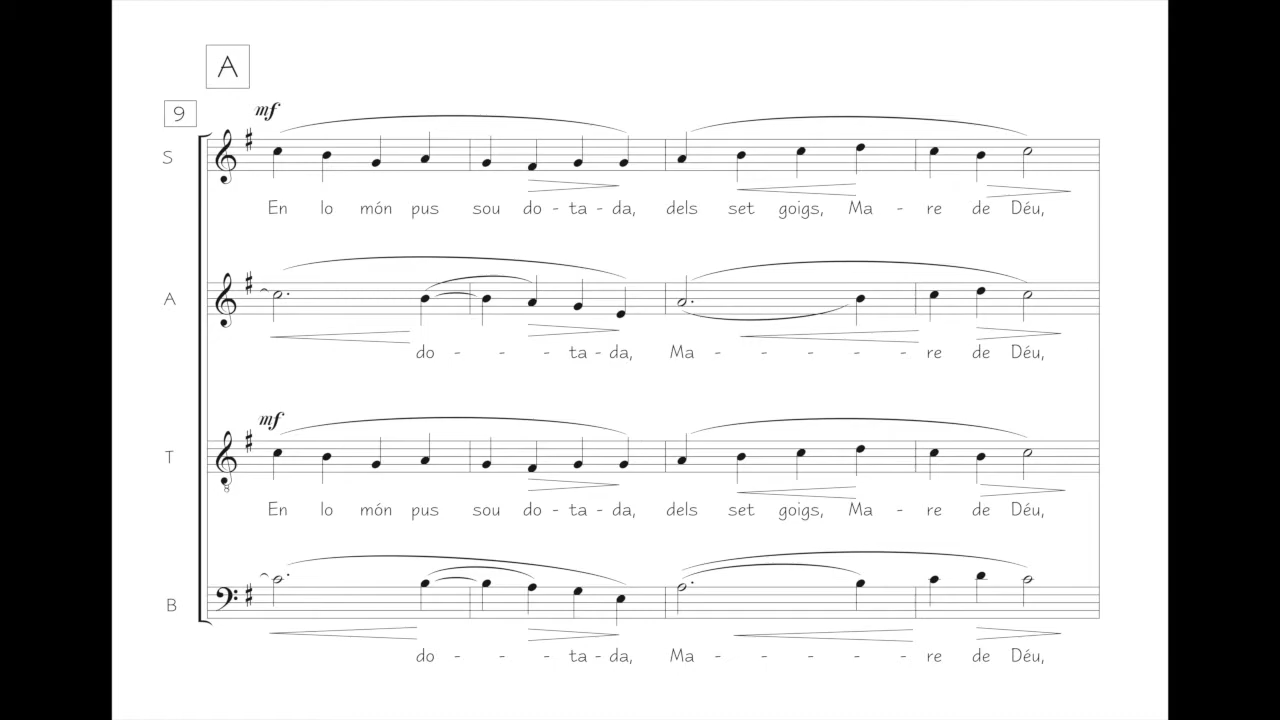 A
9
mf
S
En lo món pus sou do - ta - da, dels set goigs, Ma - re de Déu,
A
do - - - ta - da, Ma - - - - - re de Déu,
mf
T
En lo món pus sou do - ta - da, dels set goigs, Ma - re de Déu,
B
do - - - ta - da, Ma - - - - - re de Déu,